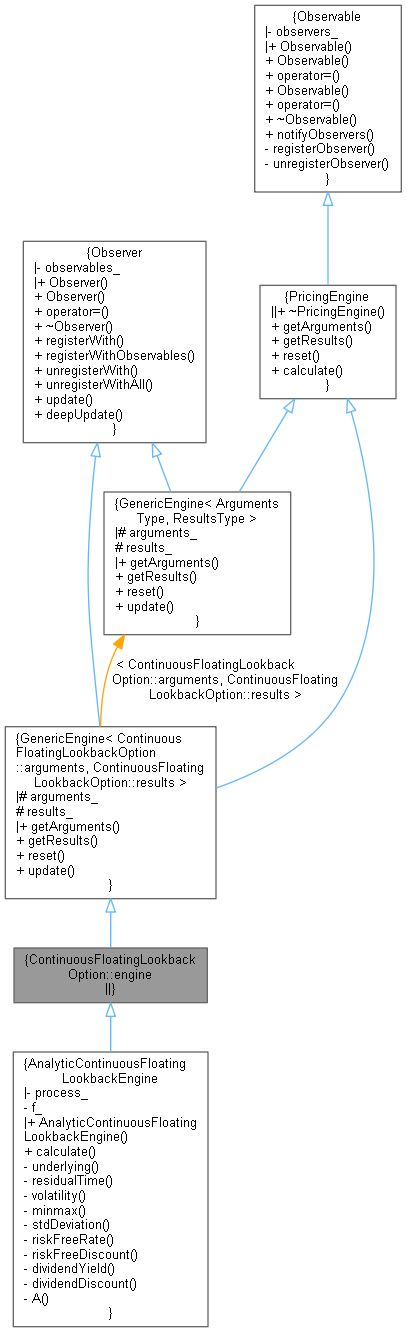 {Observable
|- observers_
|+ Observable()
+ Observable()
+ operator=()
+ Observable()
+ operator=()
+ ~Observable()
+ notifyObservers()
- registerObserver()
- unregisterObserver()
}
{Observer
|- observables_
|+ Observer()
+ Observer()
+ operator=()
+ ~Observer()
+ registerWith()
+ registerWithObservables()
+ unregisterWith()
+ unregisterWithAll()
+ update()
+ deepUpdate()
}
{PricingEngine
||+ ~PricingEngine()
+ getArguments()
+ getResults()
+ reset()
+ calculate()
}
{GenericEngine< Arguments
Type, ResultsType >
|# arguments_
# results_
|+ getArguments()
+ getResults()
+ reset()
+ update()
}
< ContinuousFloatingLookback
Option::arguments, ContinuousFloating
LookbackOption::results >
{GenericEngine< Continuous
FloatingLookbackOption
::arguments, ContinuousFloating
LookbackOption::results >
|# arguments_
# results_
|+ getArguments()
+ getResults()
+ reset()
+ update()
}
{ContinuousFloatingLookback
Option::engine
||}
{AnalyticContinuousFloating
LookbackEngine
|- process_
- f_
|+ AnalyticContinuousFloating
LookbackEngine()
+ calculate()
- underlying()
- residualTime()
- volatility()
- minmax()
- stdDeviation()
- riskFreeRate()
- riskFreeDiscount()
- dividendYield()
- dividendDiscount()
- A()
}